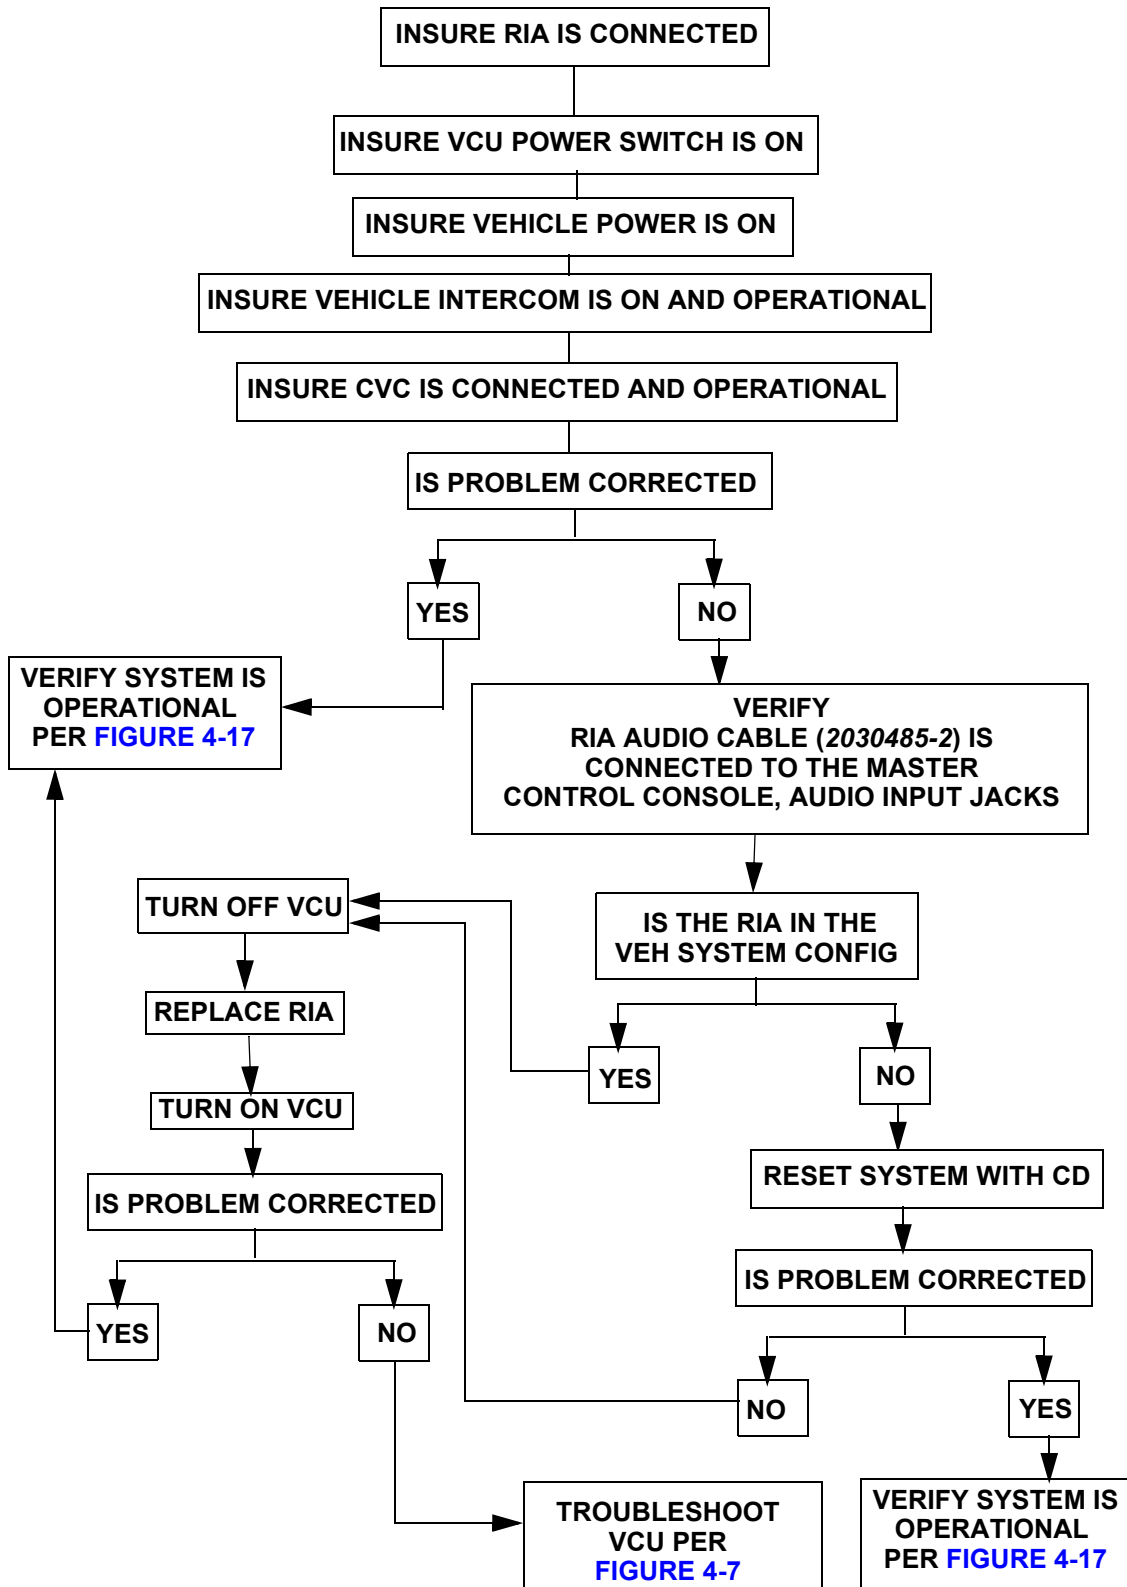 INSURE RIA IS CONNECTED
INSURE VCU POWER SWITCH IS ON
INSURE VEHICLE POWER IS ON
INSURE VEHICLE INTERCOM IS ON AND OPERATIONAL
INSURE CVC IS CONNECTED AND OPERATIONAL
IS PROBLEM CORRECTED
YES
NO
VERIFY SYSTEM IS
OPERATIONAL
PER FIGURE 4-17
VERIFY
RIA AUDIO CABLE (2030485-2) IS
CONNECTED TO THE MASTER
CONTROL CONSOLE, AUDIO INPUT JACKS
TURN OFF VCU
IS THE RIA IN THE
VEH SYSTEM CONFIG
REPLACE RIA
YES
NO
TURN ON VCU
RESET SYSTEM WITH CD
IS PROBLEM CORRECTED
IS PROBLEM CORRECTED
YES
NO
NO
YES
TROUBLESHOOT
VCU PER
FIGURE 4-7
VERIFY SYSTEM IS
OPERATIONAL
PER FIGURE 4-17